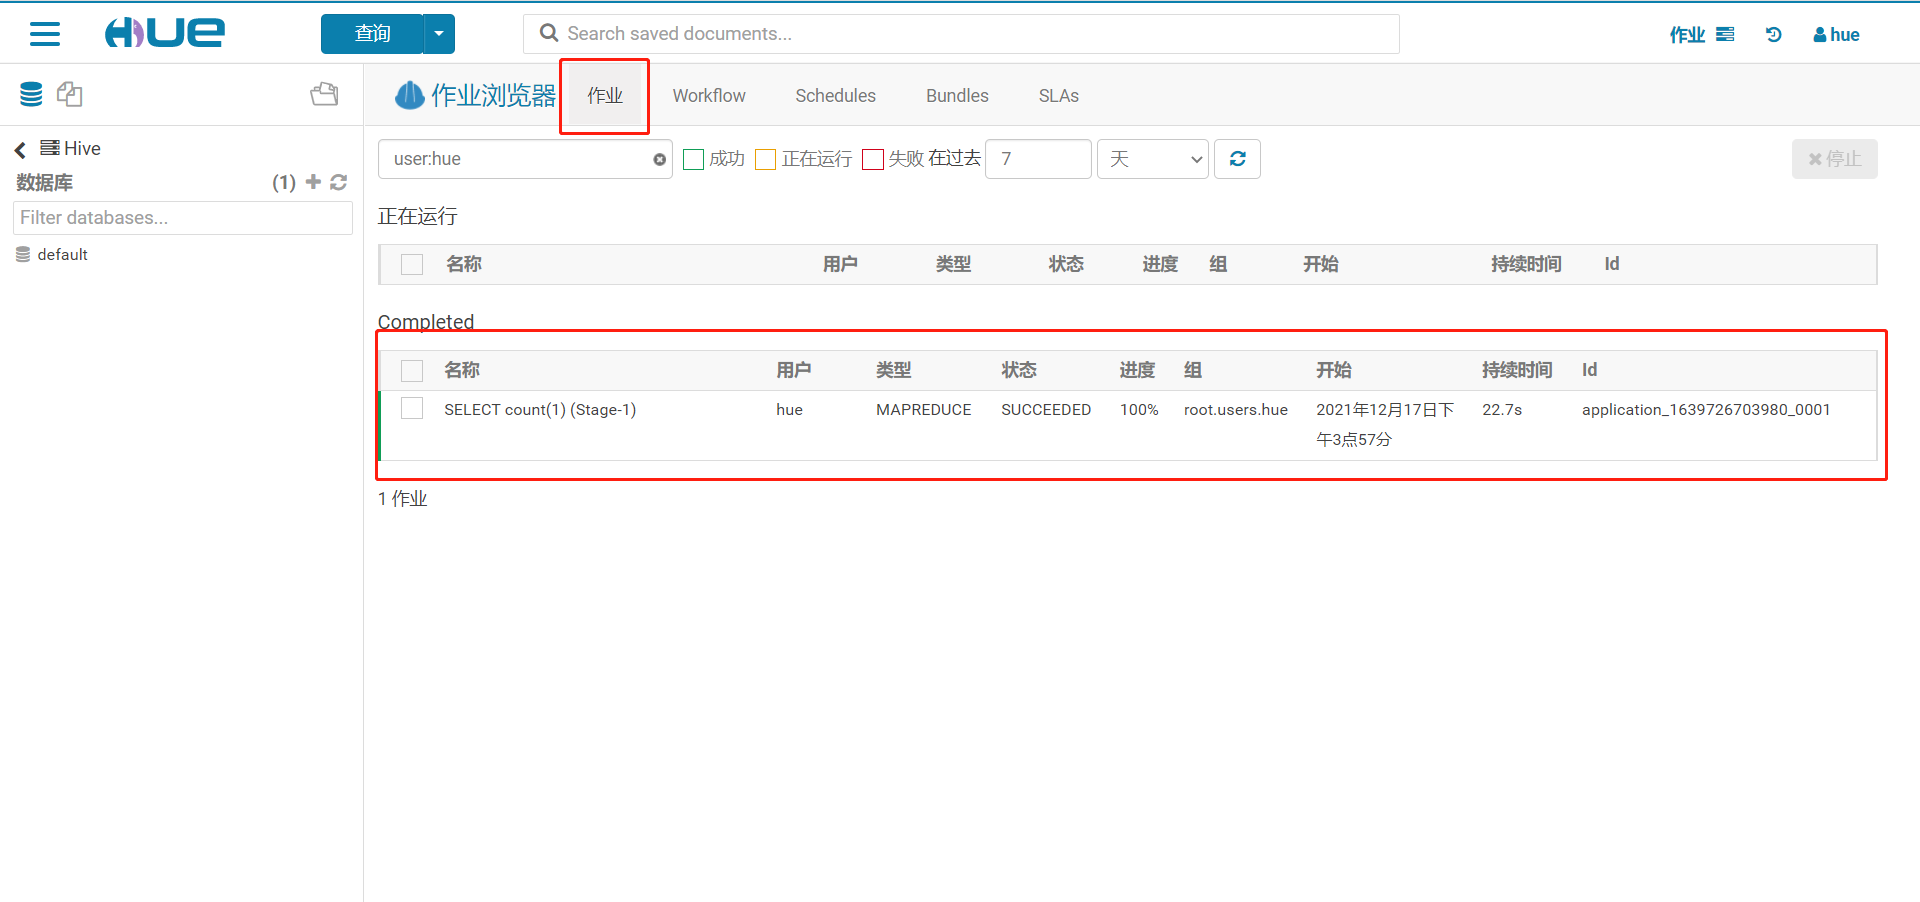 HUE 查询 Search saved documents... 作业 hue
作业浏览器 作业 Workflow Schedules Bundles SLAs
Hive
数据库 (1)
Filter databases...
default
user:hue 成功 正在运行 失败 在过去 7 天 停止
正在运行
名称 用户 类型 状态 进度 组 开始 持续时间 Id
Completed
名称 用户 类型 状态 进度 组 开始 持续时间 Id
SELECT count(1) (Stage-1) hue MAPREDUCE SUCCEEDED 100% root.users.hue 2021年12月17日下 22.7s application_1639726703980_0001
午3点57分
1 作业